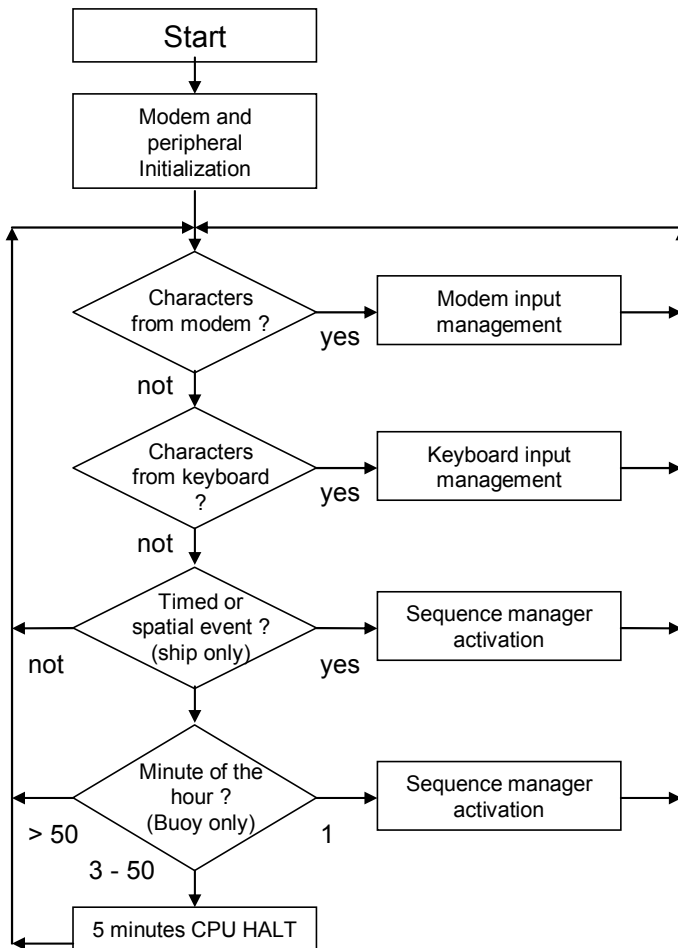 Start
Modem and
peripheral
Initialization
Characters
from modem ?
yes
Modem input
management
not
Characters
from keyboard
?
yes
Keyboard input
management
not
Timed or
spatial event ?
(ship only)
not
yes
Sequence manager
activation
Minute of the
hour ?
(Buoy only)
> 50
1
Sequence manager
activation
3 - 50
5 minutes CPU HALT